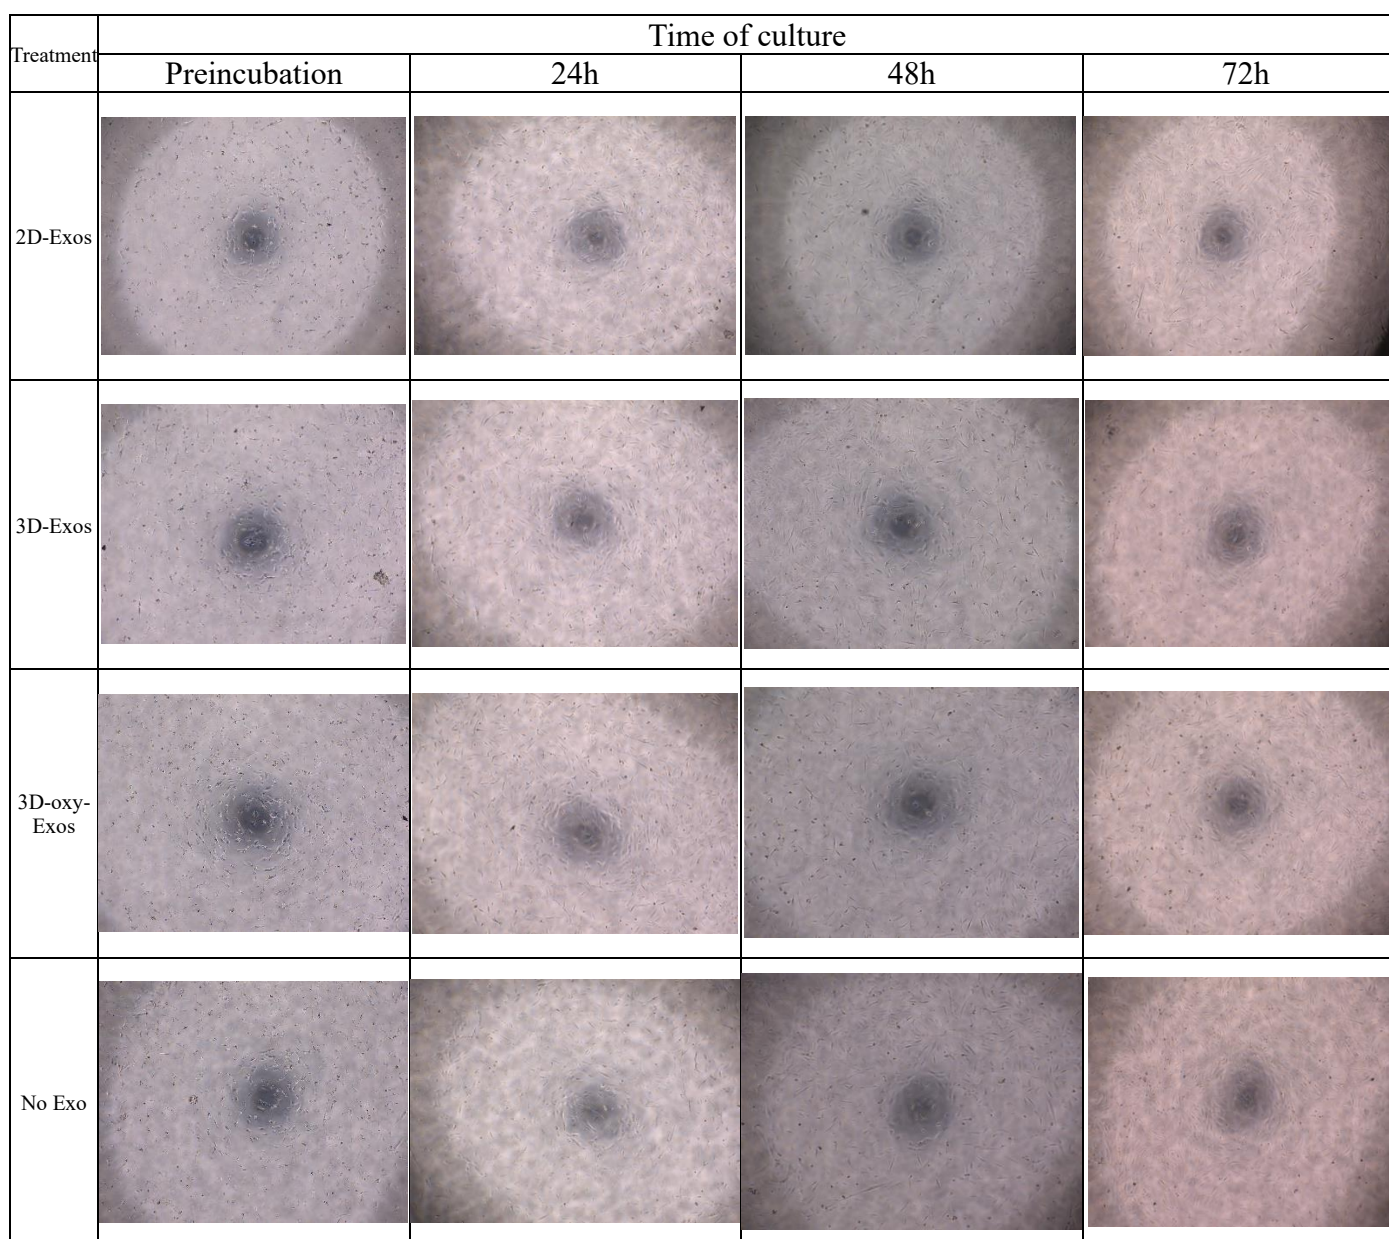 Treatment
Time of culture
Preincubation
24h
48h
72h
2D-Exos
3D-Exos
3D-oxy-
Exos
No Exo